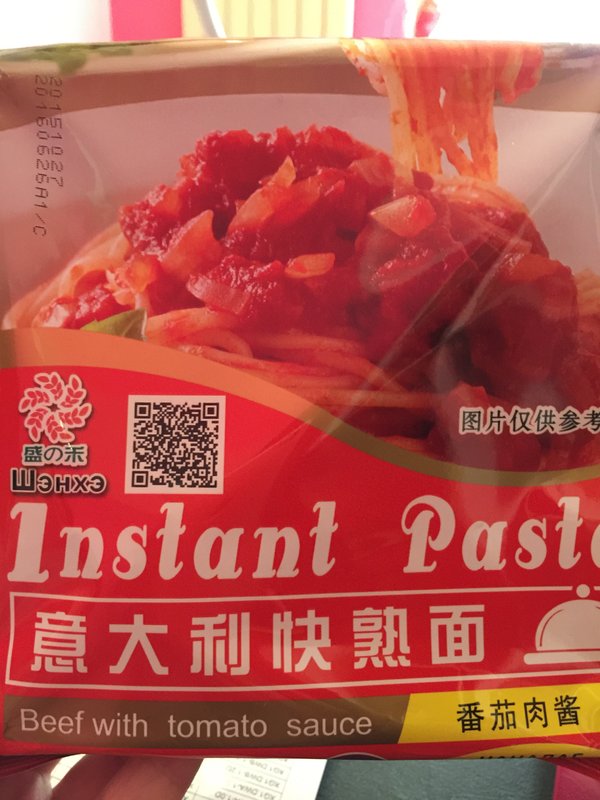 20151027
20160626A1/C
盛の禾
Шэнхэ
图片仅供参考
Instant Pasta
意大利快熟面
Beef with tomato sauce
番茄肉酱